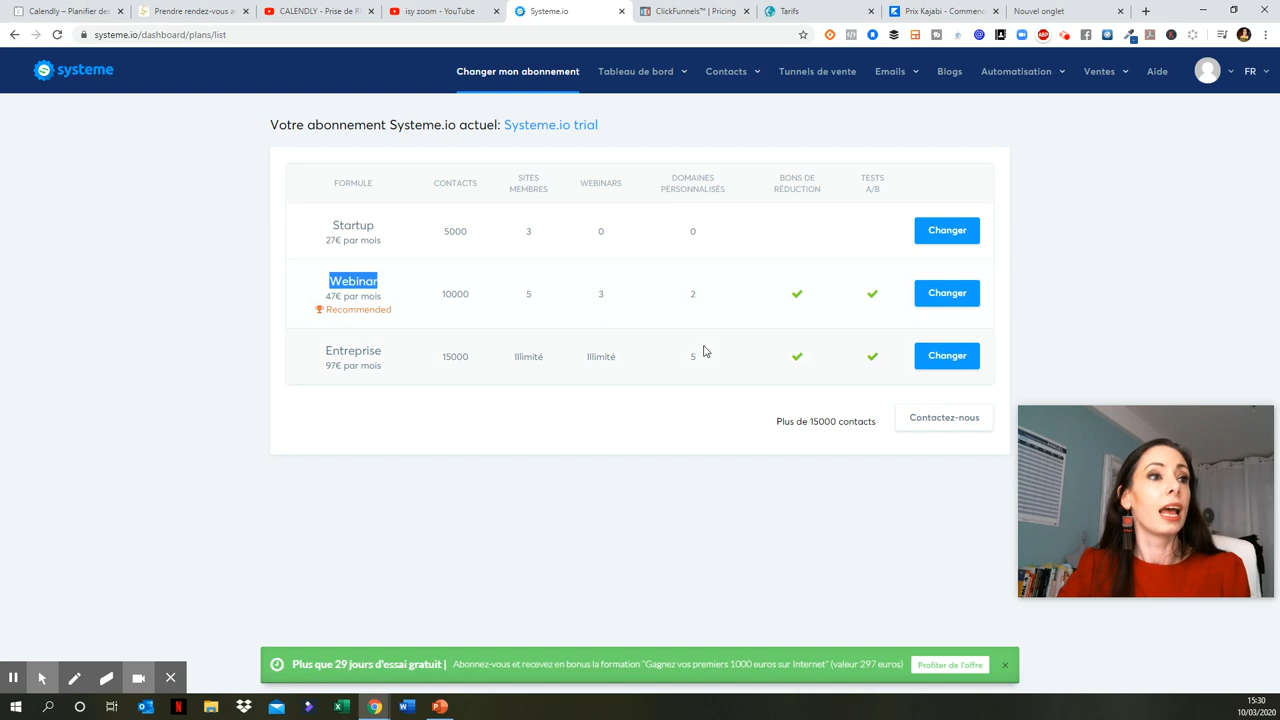 Calendly – Planifier des
Prendre rendez-vous a
CALENDLY - Prise de R
isy zoom - YouTube
Systeme.io
ClickFunnels™ | Pricing
Tarifs
Prix Kajabi - Commenc
Nouvel onglet
systeme.io/dashboard/plans/list
systeme
Changer mon abonnement
Tableau de bord
Contacts
Tunnels de vente
Emails
Blogs
Automatisation
Ventes
Aide
FR
Votre abonnement Systeme.io actuel: Systeme.io trial
FORMULE CONTACTS SITES MEMBRES WEBINARS DOMAINES PERSONNALISÉS BONS DE RÉDUCTION TESTS A/B
Startup
27€ par mois
5000 3 0 0
Changer
Webinar
47€ par mois
Recommended
10000 5 3 2
Changer
Entreprise
97€ par mois
15000 Illimité Illimité 5
Changer
Plus de 15000 contacts
Contactez-nous
Plus que 29 jours d'essai gratuit | Abonnez-vous et recevez en bonus la formation "Gagnez vos premiers 1000 euros sur Internet" (valeur 297 euros)
Profiter de l'offre
15:30
10/03/2020